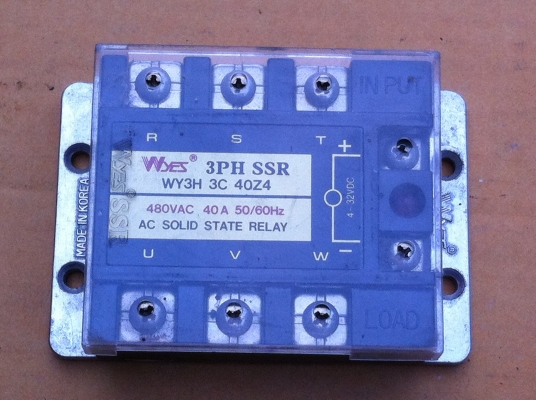 INPUT
R S T
+
Wyes® 3PH SSR
WY3H 3C 40Z4
480VAC 40A 50/60Hz
AC SOLID STATE RELAY
4-32VDC
U V W
−
LOAD
MADE IN KOREA
SSR